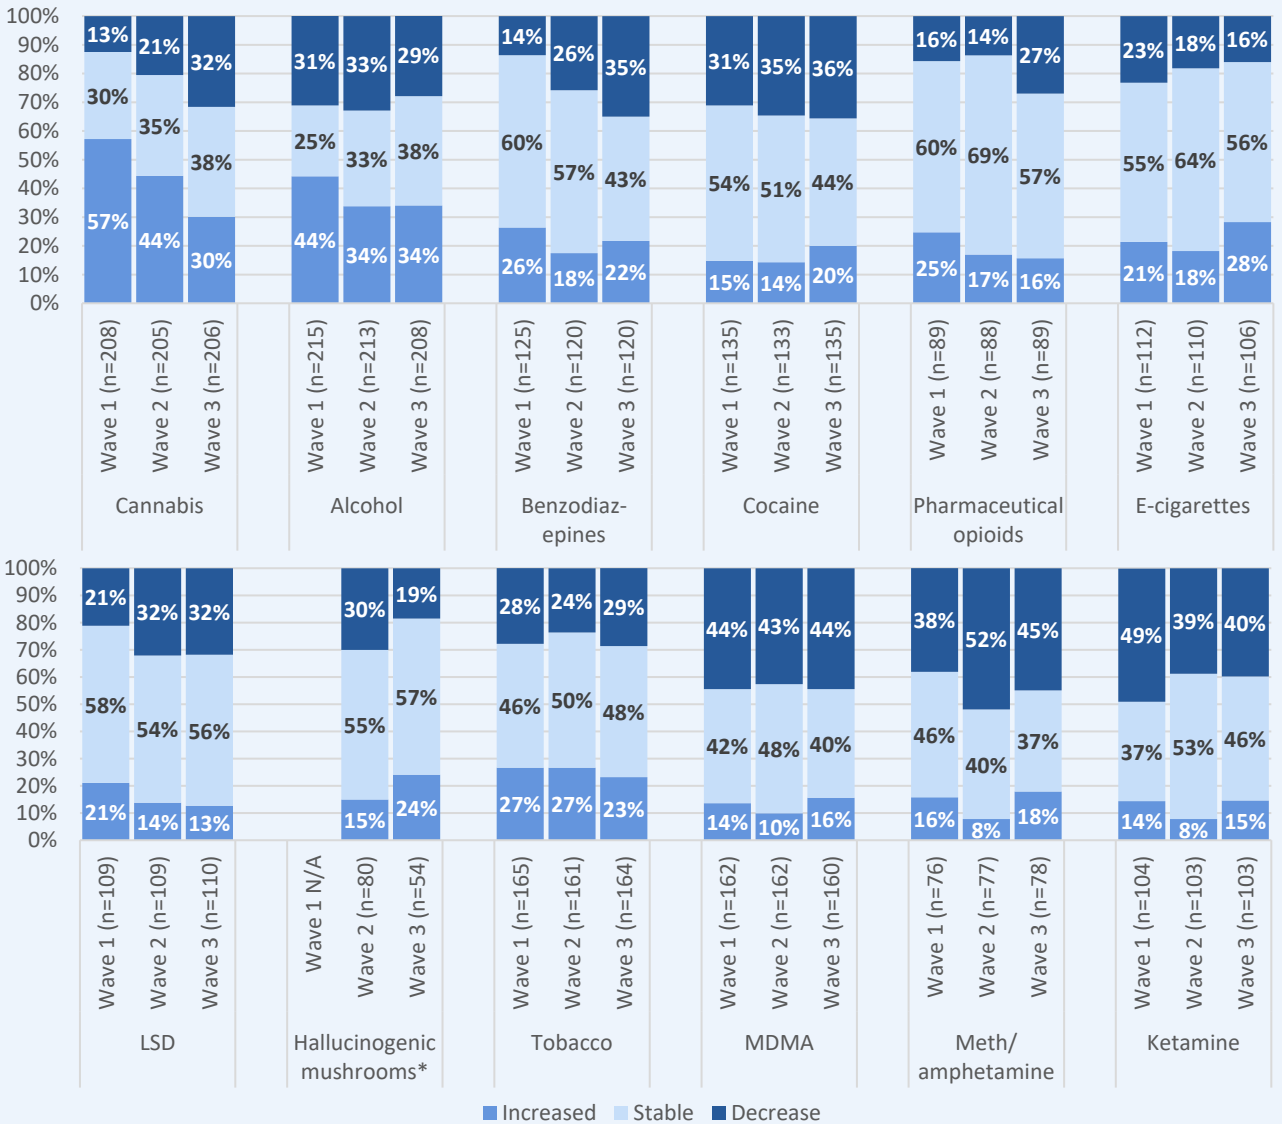 100%
90%
80%
70%
60%
50%
40%
30%
20%
10%
0%
13% 21% 32% 31% 33% 29% 14% 26% 35% 31% 35% 36% 16% 14% 27% 23% 18% 16%
30% 35% 38% 25% 33% 38% 60% 57% 43% 54% 51% 44% 60% 69% 57% 55% 64% 56%
57% 44% 30% 44% 34% 34% 26% 18% 22% 15% 14% 20% 25% 17% 16% 21% 18% 28%
Wave 1 (n=208)
Wave 2 (n=205)
Wave 3 (n=206)
Wave 1 (n=215)
Wave 2 (n=213)
Wave 3 (n=208)
Wave 1 (n=125)
Wave 2 (n=120)
Wave 3 (n=120)
Wave 1 (n=135)
Wave 2 (n=133)
Wave 3 (n=135)
Wave 1 (n=89)
Wave 2 (n=88)
Wave 3 (n=89)
Wave 1 (n=112)
Wave 2 (n=110)
Wave 3 (n=106)
Cannabis
Alcohol
Benzodiaz-
epines
Cocaine
Pharmaceutical
opioids
E-cigarettes
100%
90%
80%
70%
60%
50%
40%
30%
20%
10%
0%
21% 32% 32% 30% 19% 28% 24% 29% 44% 43% 44% 38% 52% 45% 49% 39% 40%
58% 54% 56% 55% 57% 46% 50% 48% 42% 48% 40% 46% 40% 37% 37% 53% 46%
21% 14% 13% 15% 24% 27% 27% 23% 14% 10% 16% 16% 8% 18% 14% 8% 15%
Wave 1 (n=109)
Wave 2 (n=109)
Wave 3 (n=110)
Wave 1 N/A
Wave 2 (n=80)
Wave 3 (n=54)
Wave 1 (n=165)
Wave 2 (n=161)
Wave 3 (n=164)
Wave 1 (n=162)
Wave 2 (n=162)
Wave 3 (n=160)
Wave 1 (n=76)
Wave 2 (n=77)
Wave 3 (n=78)
Wave 1 (n=104)
Wave 2 (n=103)
Wave 3 (n=103)
LSD
Hallucinogenic
mushrooms*
Tobacco
MDMA
Meth/
amphetamine
Ketamine
Increased Stable Decrease